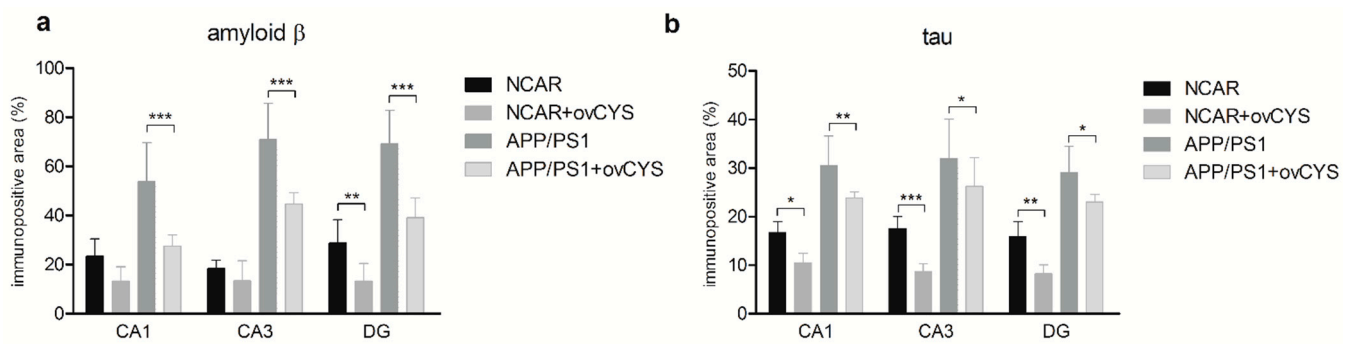 a
amyloid β
immunopositive area (%)
100
80
60
40
20
0
***
***
**
***
CA1
CA3
DG
NCAR
NCAR+ovCYS
APP/PS1
APP/PS1+ovCYS
b
tau
immunopositive area (%)
50
40
30
20
10
0
*
**
***
*
**
*
CA1
CA3
DG
NCAR
NCAR+ovCYS
APP/PS1
APP/PS1+ovCYS